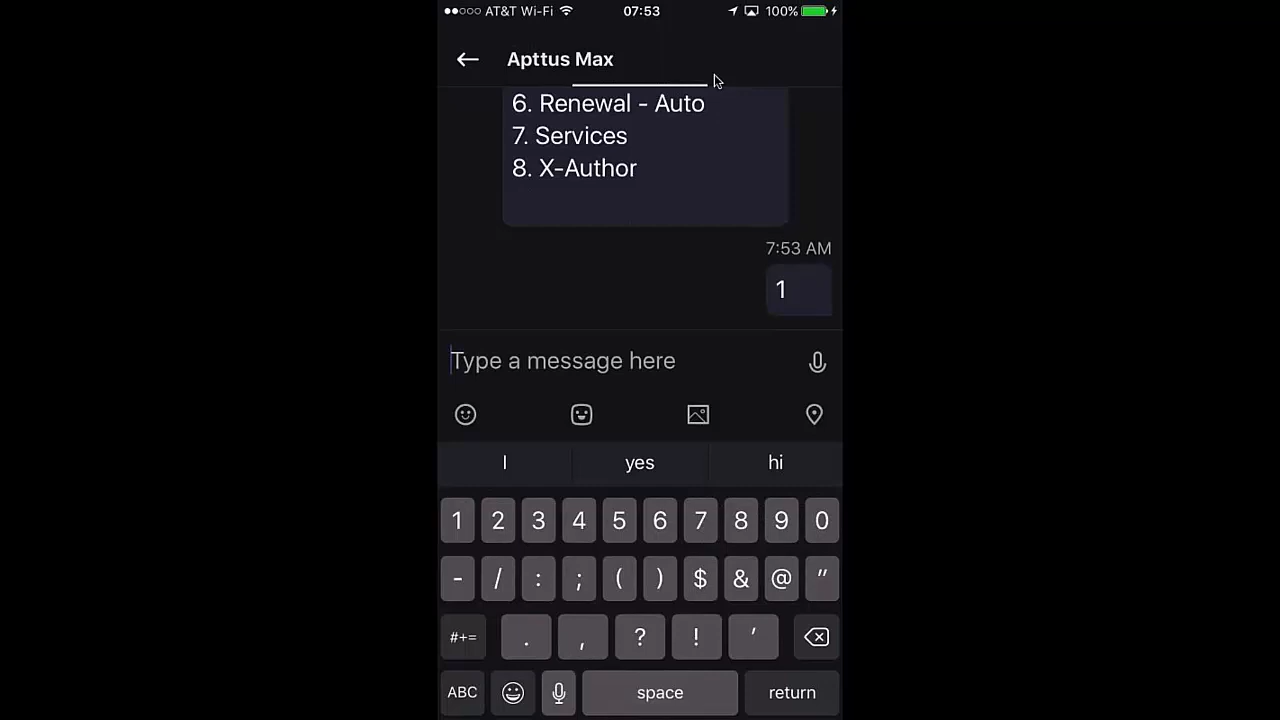 ●●○○○ AT&T Wi-Fi 07:53 100%
Apttus Max
6. Renewal - Auto
7. Services
8. X-Author
7:53 AM
1
Type a message here
I yes hi
1 2 3 4 5 6 7 8 9 0
- / : ; ( ) $ & @ "
#+= . , ? ! '
ABC space return